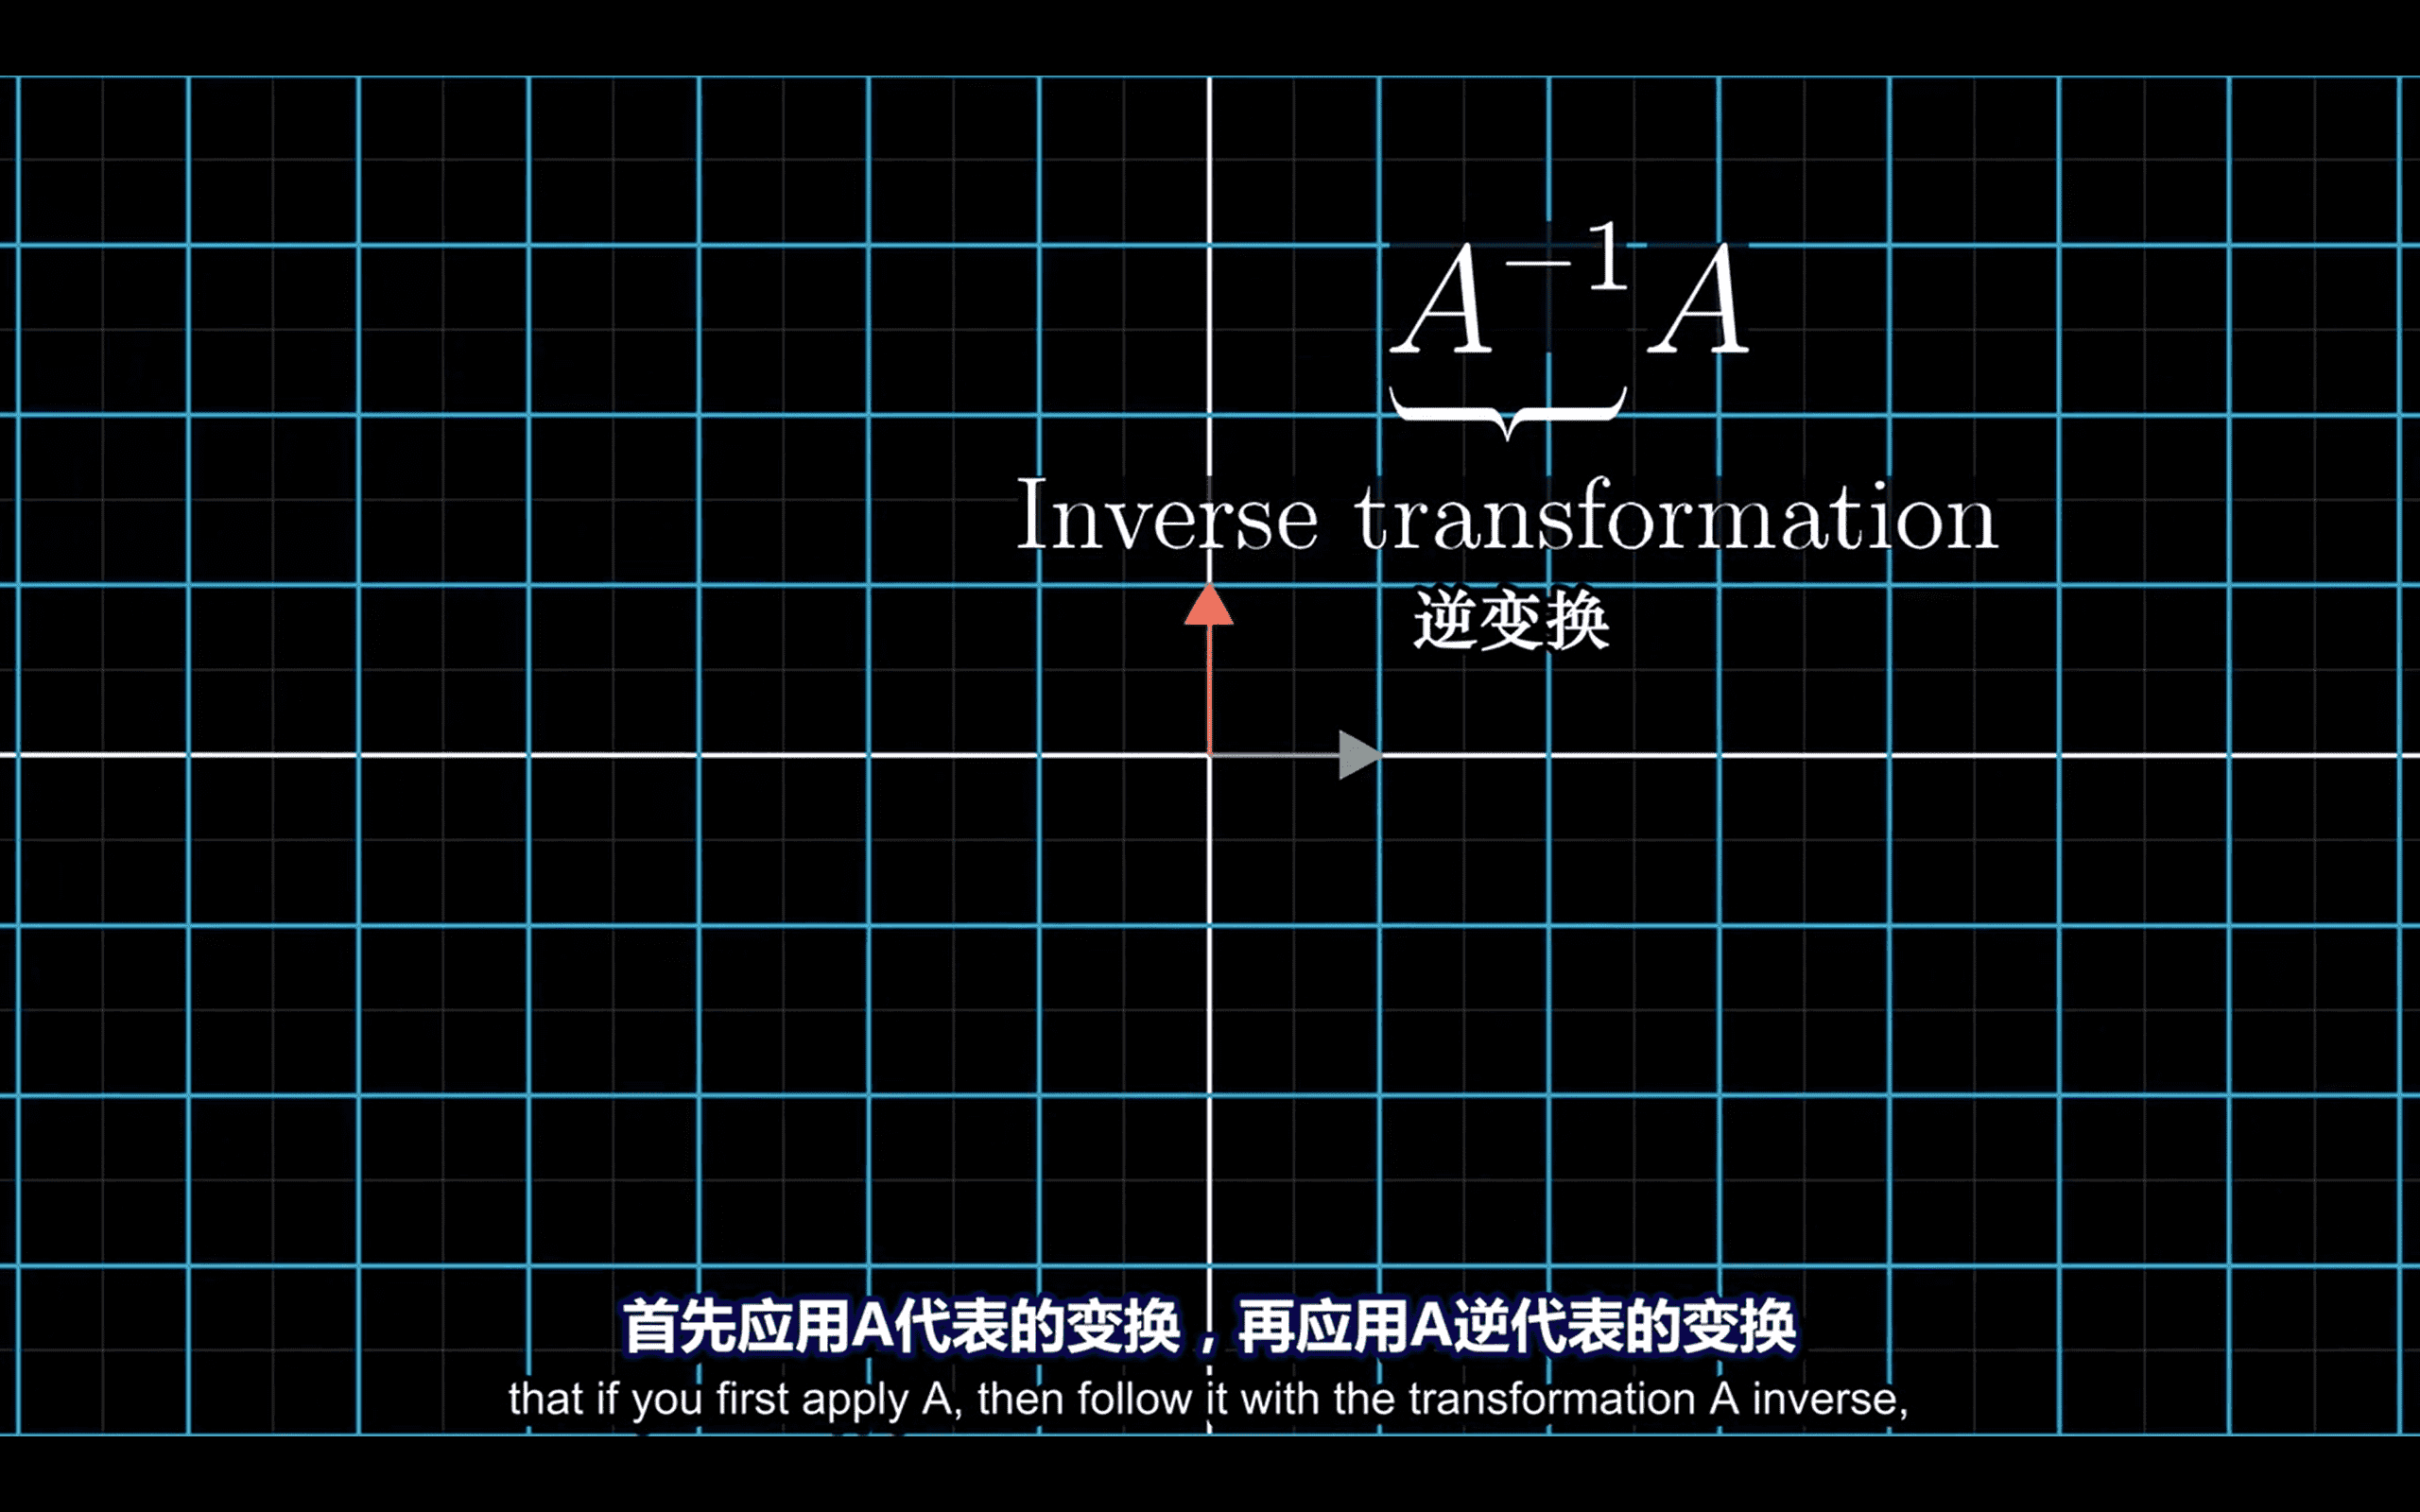 A⁻¹A
Inverse transformation
逆变换
首先应用A代表的变换，再应用A逆代表的变换
that if you first apply A, then follow it with the transformation A inverse,